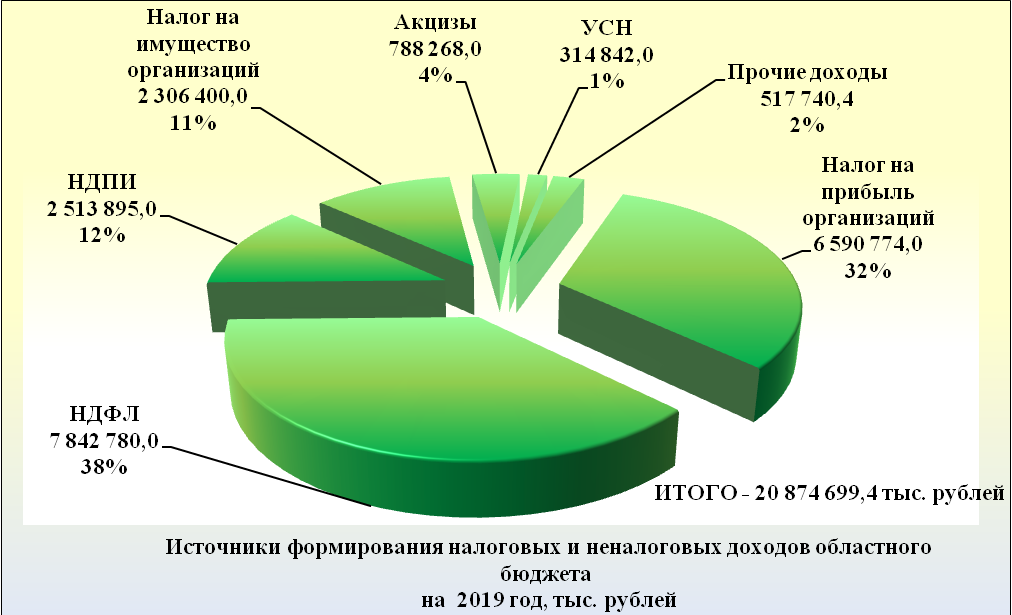 Налог на
имущество
организаций
2 306 400,0
11%
Акцизы
788 268,0
4%
УСН
314 842,0
1%
Прочие доходы
517 740,4
2%
Налог на
прибыль
организаций
6 590 774,0
32%
НДПИ
2 513 895,0
12%
НДФЛ
7 842 780,0
38%
ИТОГО - 20 874 699,4 тыс. рублей
Источники формирования налоговых и неналоговых доходов областного
бюджета
на 2019 год, тыс. рублей